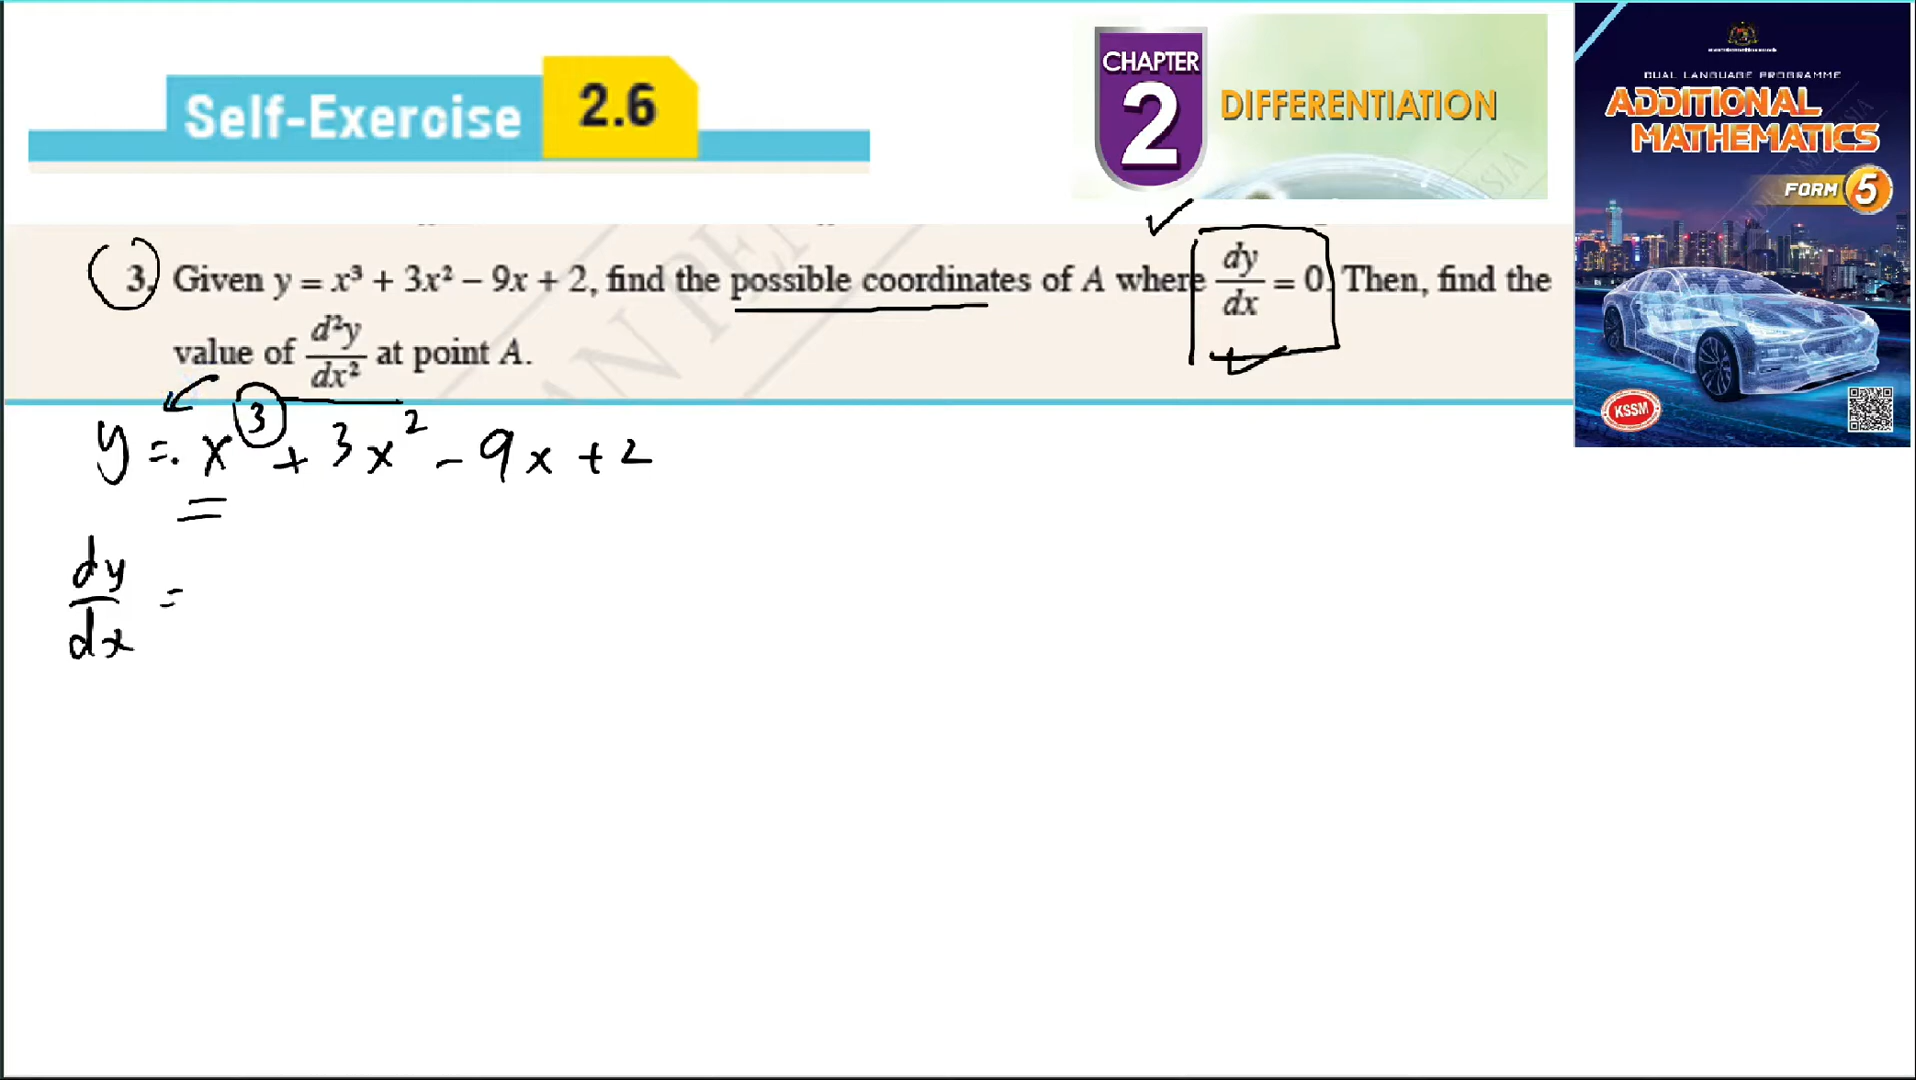 Self-Exercise 2.6
CHAPTER 2 DIFFERENTIATION
DUAL LANGUAGE PROGRAMME
ADDITIONAL MATHEMATICS
FORM 5
KSSM
3. Given y = x³ + 3x² − 9x + 2, find the possible coordinates of A where dy/dx = 0. Then, find the
value of d²y/dx² at point A.
y = x³ + 3x² - 9x + 2
dy/dx =